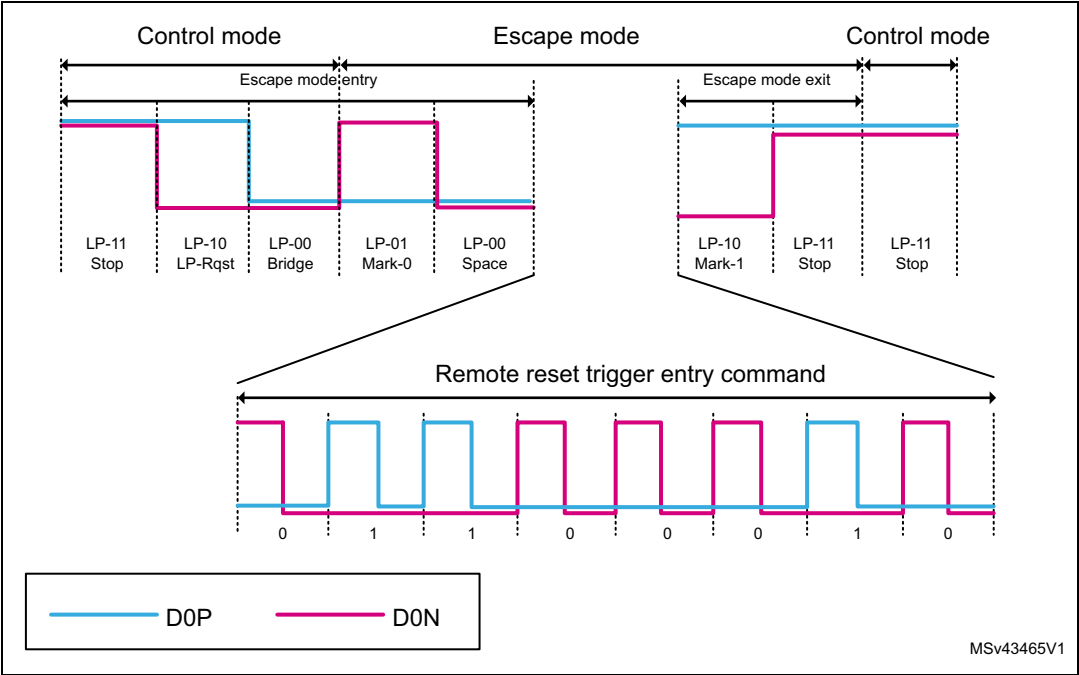 Control mode
Escape mode
Control mode
Escape mode entry
Escape mode exit
LP-11
Stop
LP-10
LP-Rqst
LP-00
Bridge
LP-01
Mark-0
LP-00
Space
LP-10
Mark-1
LP-11
Stop
LP-11
Stop
Remote reset trigger entry command
0 1 1 0 0 0 1 0
D0P
D0N
MSv43465V1